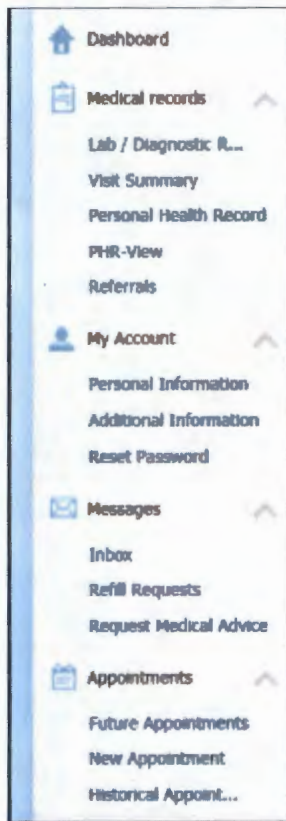 Dashboard
Medical records
Lab / Diagnostic R...
Visit Summary
Personal Health Record
PHR-View
Referrals
My Account
Personal Information
Additional Information
Reset Password
Messages
Inbox
Refill Requests
Request Medical Advice
Appointments
Future Appointments
New Appointment
Historical Appoint...